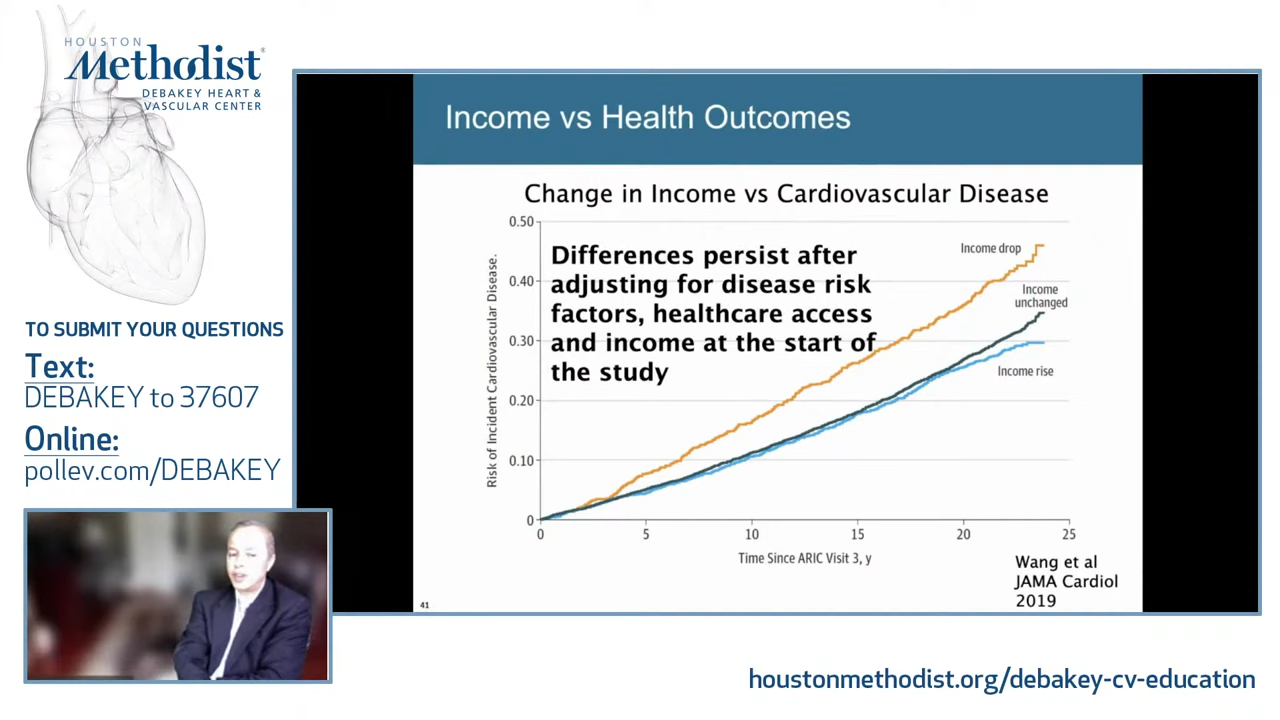 HOUSTON
Methodist®
DEBAKEY HEART &
VASCULAR CENTER
TO SUBMIT YOUR QUESTIONS
Text:
DEBAKEY to 37607
Online:
pollev.com/DEBAKEY
Income vs Health Outcomes
Change in Income vs Cardiovascular Disease
Differences persist after
adjusting for disease risk
factors, healthcare access
and income at the start of
the study
Risk of Incident Cardiovascular Disease.
0.50
0.40
0.30
0.20
0.10
0
Income drop
Income
unchanged
Income rise
0 5 10 15 20 25
Time Since ARIC Visit 3, y
Wang et al
JAMA Cardiol
2019
41
houstonmethodist.org/debakey-cv-education